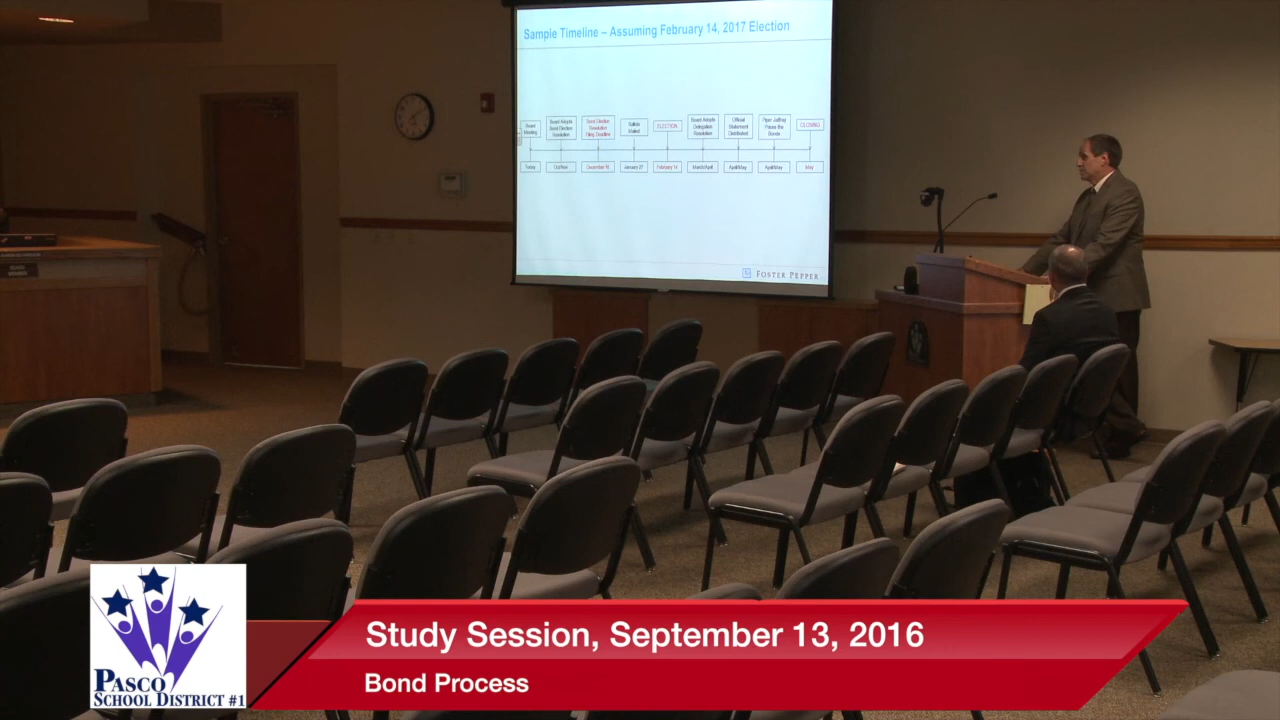 Sample Timeline – Assuming February 14, 2017 Election
Board
Meeting
Board Adopts
Bond Election
Resolution
Bond Election
Resolution
Filing Deadline
Ballots
Mailed
ELECTION
Board Adopts
Delegation
Resolution
Official
Statement
Distributed
Piper Jaffray
Prices the
Bonds
CLOSING
Today
Oct/Nov
December 16
January 27
February 14
March/April
April/May
April/May
May
FOSTER PEPPER
Study Session, September 13, 2016
Bond Process
PASCO
SCHOOL DISTRICT #1